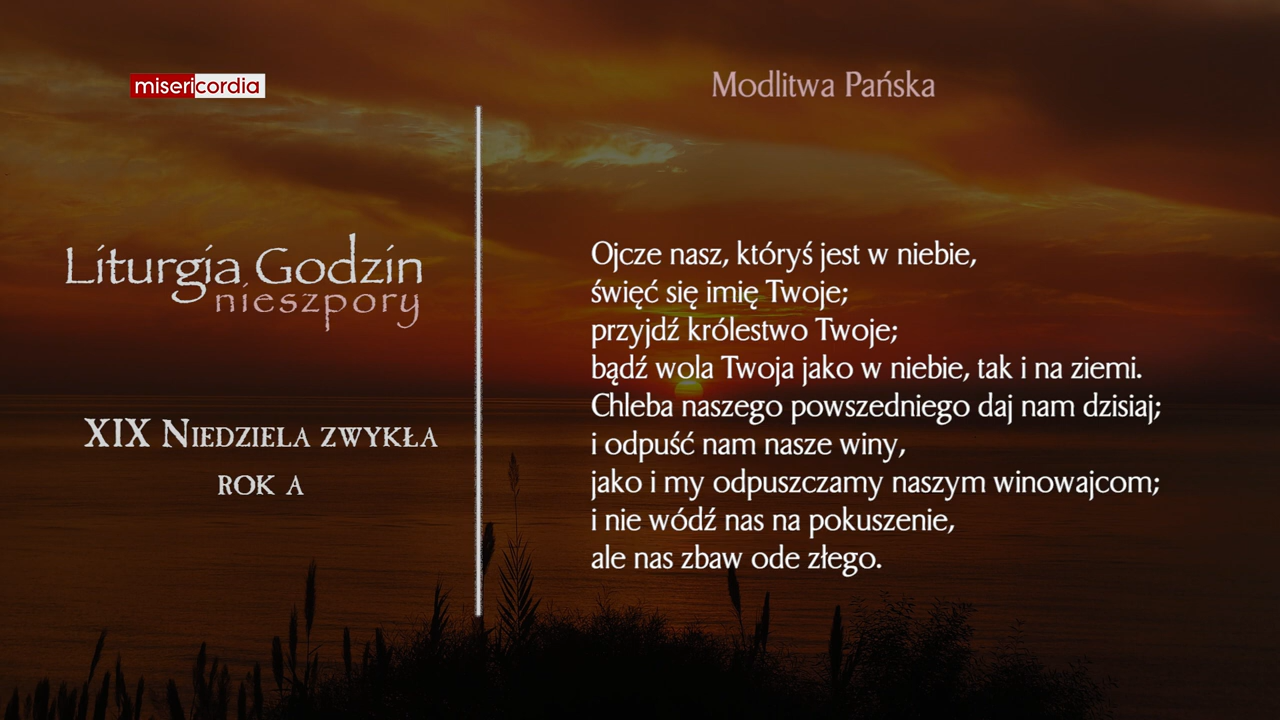 misericordia
Liturgia Godzin
nieszpory
XIX Niedziela zwykła
rok a
Modlitwa Pańska
Ojcze nasz, któryś jest w niebie,
święć się imię Twoje;
przyjdź królestwo Twoje;
bądź wola Twoja jako w niebie, tak i na ziemi.
Chleba naszego powszedniego daj nam dzisiaj;
i odpuść nam nasze winy,
jako i my odpuszczamy naszym winowajcom;
i nie wódź nas na pokuszenie,
ale nas zbaw ode złego.